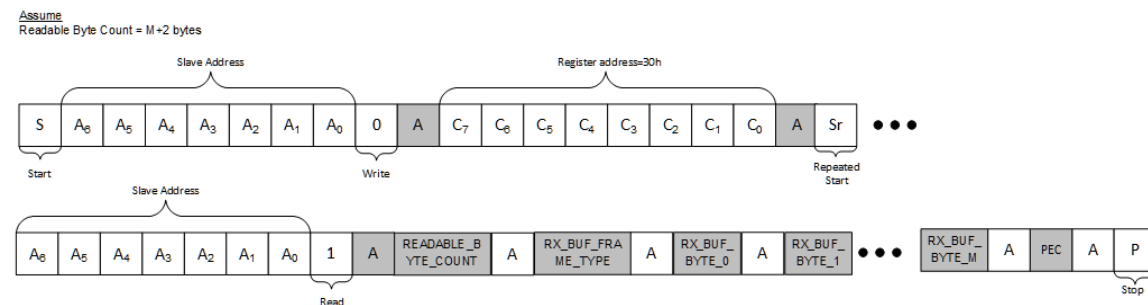 Assume
Readable Byte Count = M+2 bytes
Slave Address
Register address=30h
S A₆ A₅ A₄ A₃ A₂ A₁ A₀ 0 A C₇ C₆ C₅ C₄ C₃ C₂ C₁ C₀ A Sr ●●●
Start
Write
Repeated
Start
Slave Address
A₆ A₅ A₄ A₃ A₂ A₁ A₀ 1 A READABLE_B A RX_BUF_FRA A RX_BUF_ A RX_BUF_ ●●● RX_BUF_ A PEC A P
YTE_COUNT ME_TYPE BYTE_0 BYTE_1 BYTE_M
Read
Stop